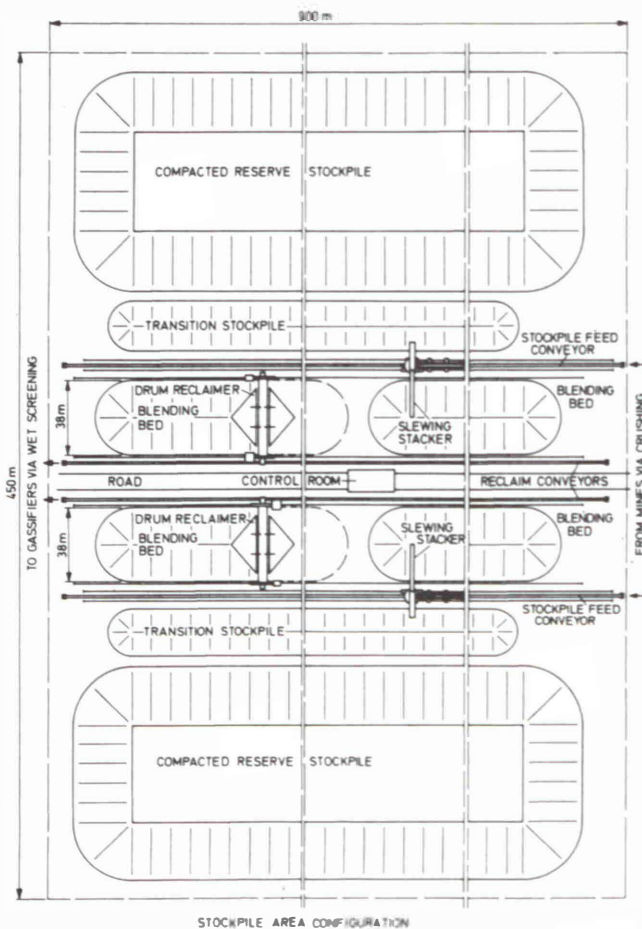 900 m
COMPACTED RESERVE STOCKPILE
TRANSITION STOCKPILE
STOCKPILE FEED
CONVEYOR
TO GASSIFIERS VIA WET SCREENING
450m
38m
DRUM RECLAIMER
BLENDING
BED
SLEWING
STACKER
BLENDING
BED
FROM MINES VIA CRUSHING
ROAD
CONTROL ROOM
RECLAIM CONVEYORS
38m
DRUM RECLAIMER
BLENDING
BED
SLEWING
STACKER
BLENDING
BED
STOCKPILE FEED
CONVEYOR
TRANSITION STOCKPILE
COMPACTED RESERVE STOCKPILE
STOCKPILE AREA CONFIGURATION